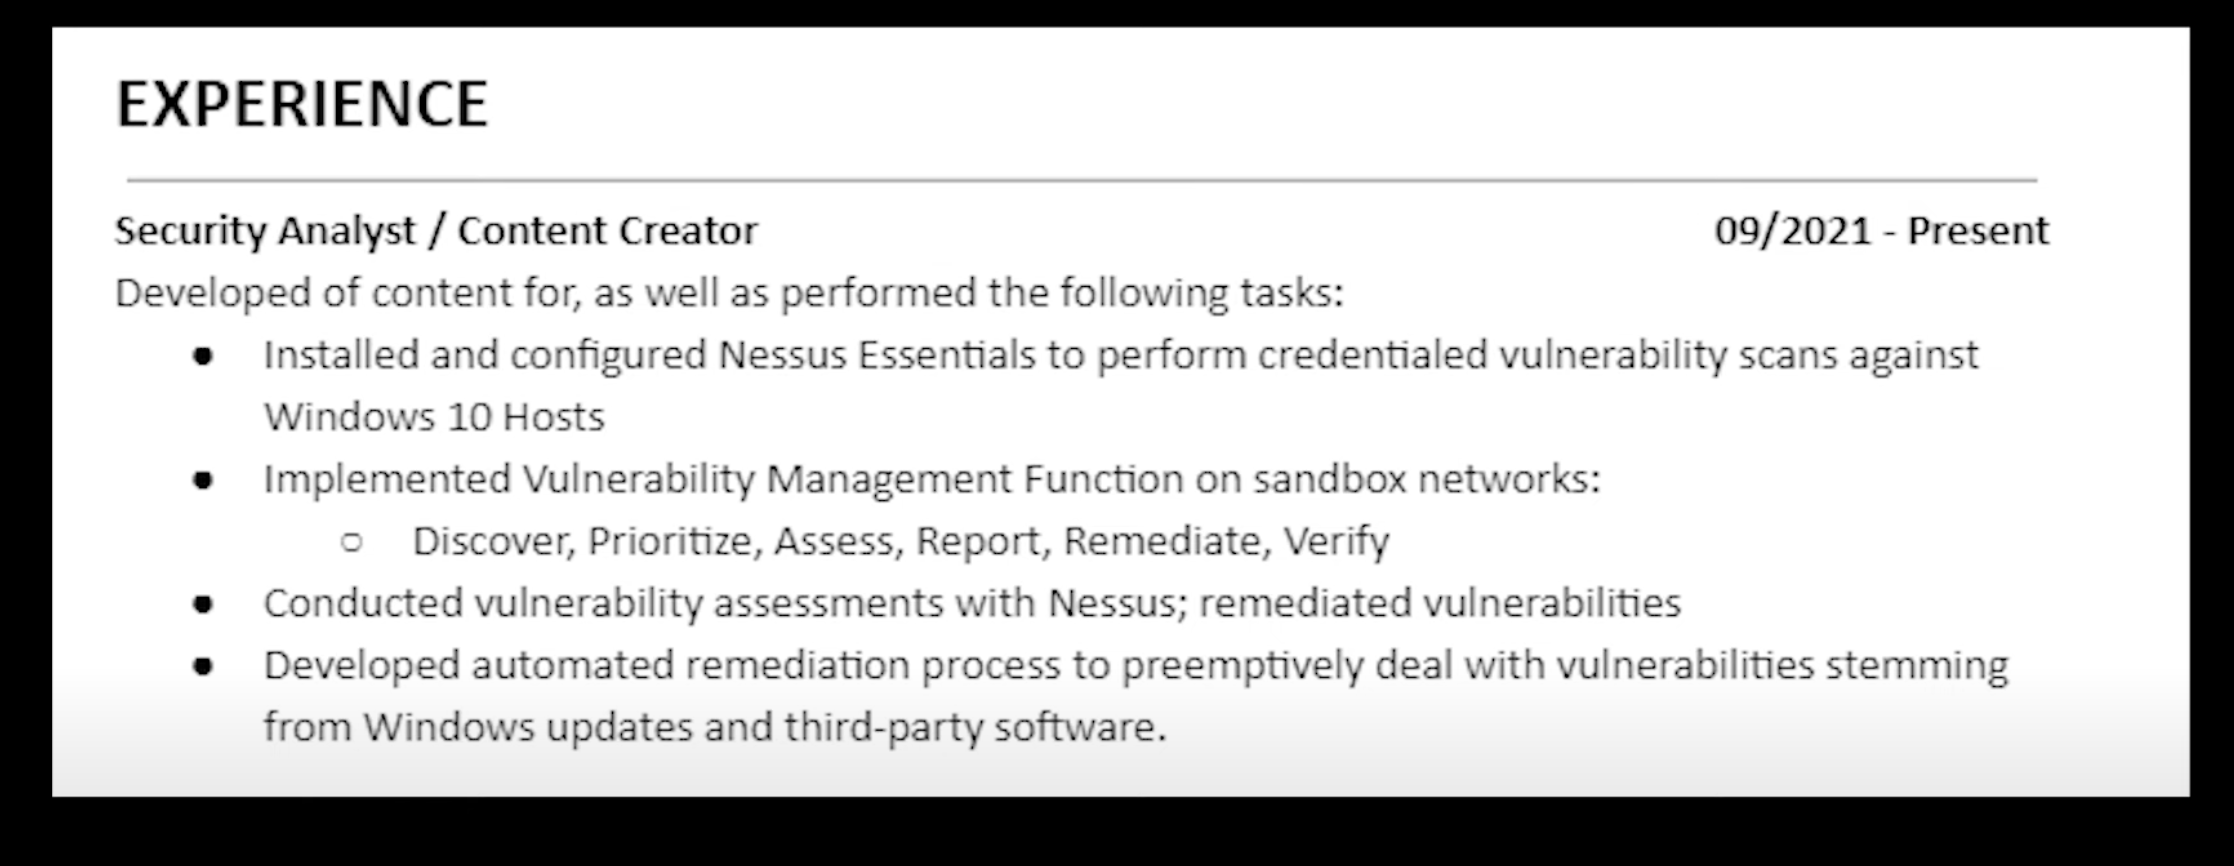 EXPERIENCE
Security Analyst / Content Creator 09/2021 - Present
Developed of content for, as well as performed the following tasks:
● Installed and configured Nessus Essentials to perform credentialed vulnerability scans against
Windows 10 Hosts
● Implemented Vulnerability Management Function on sandbox networks:
○ Discover, Prioritize, Assess, Report, Remediate, Verify
● Conducted vulnerability assessments with Nessus; remediated vulnerabilities
● Developed automated remediation process to preemptively deal with vulnerabilities stemming
from Windows updates and third-party software.